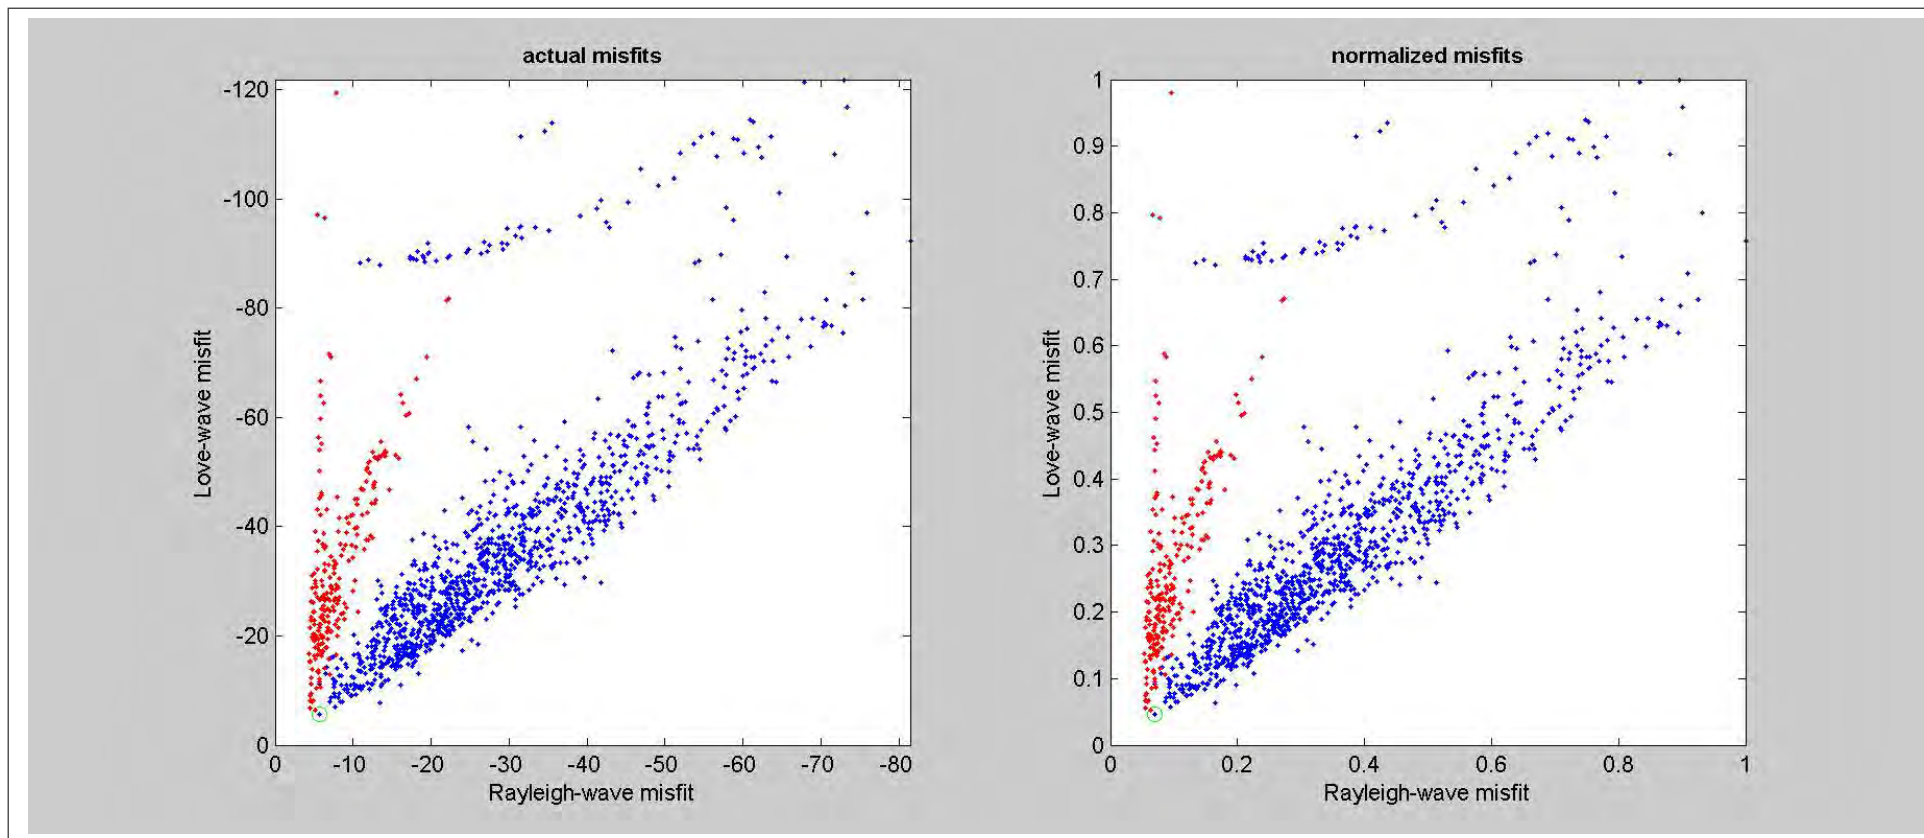 actual misfits
-120
-100
-80
-60
-40
-20
0
Love-wave misfit
0 -10 -20 -30 -40 -50 -60 -70 -80
Rayleigh-wave misfit
normalized misfits
1
0.9
0.8
0.7
0.6
0.5
0.4
0.3
0.2
0.1
0
Love-wave misfit
0 0.2 0.4 0.6 0.8 1
Rayleigh-wave misfit